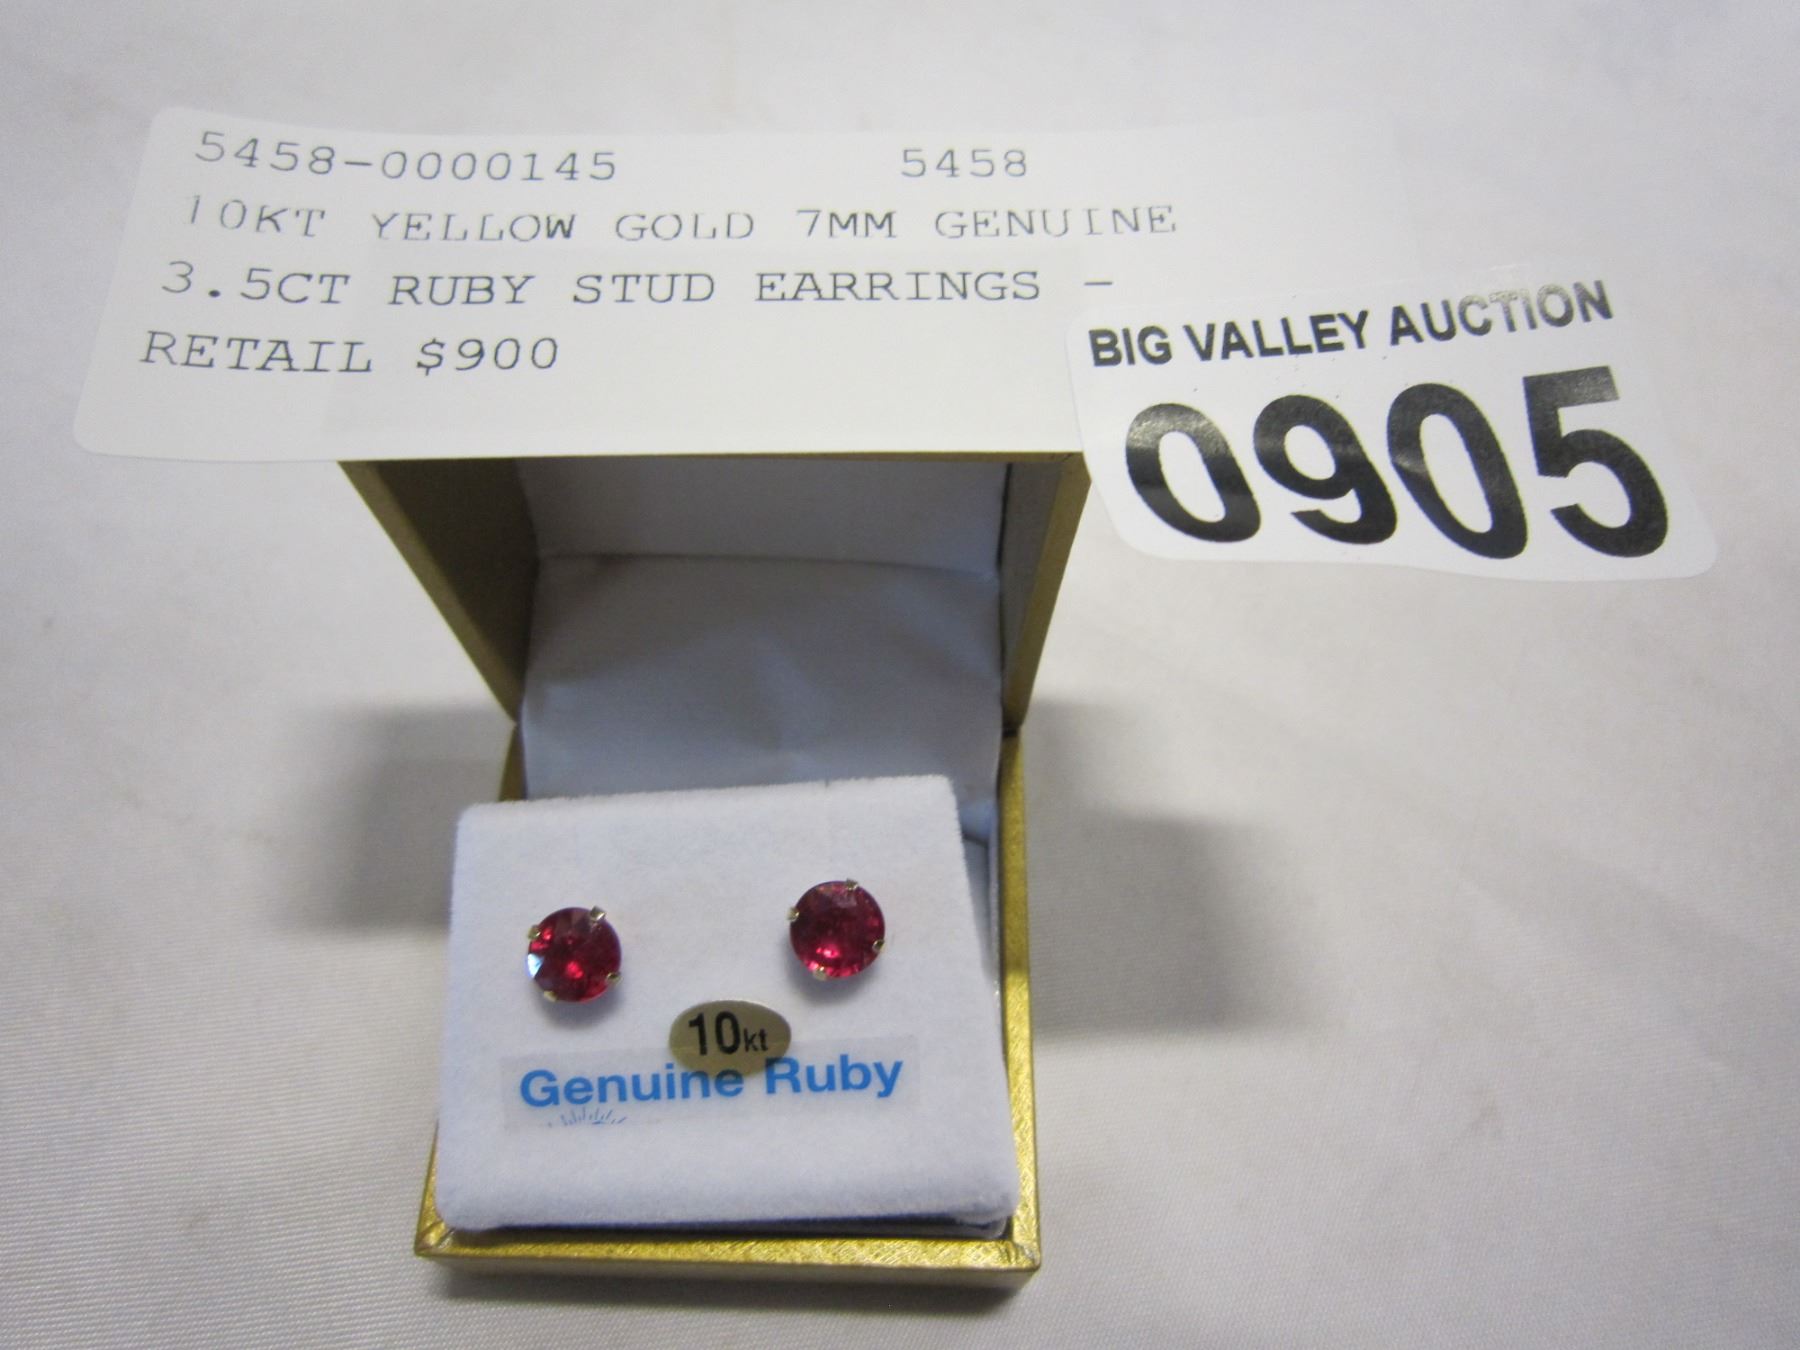 5458-0000145 5458
10KT YELLOW GOLD 7MM GENUINE
3.5CT RUBY STUD EARRINGS -
RETAIL $900
BIG VALLEY AUCTION
0905
10kt
Genuine Ruby